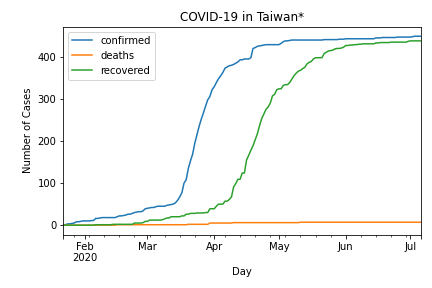 COVID-19 in Taiwan*
confirmed
deaths
recovered
Number of Cases
400
300
200
100
0
Feb
2020
Mar
Apr
May
Jun
Jul
Day